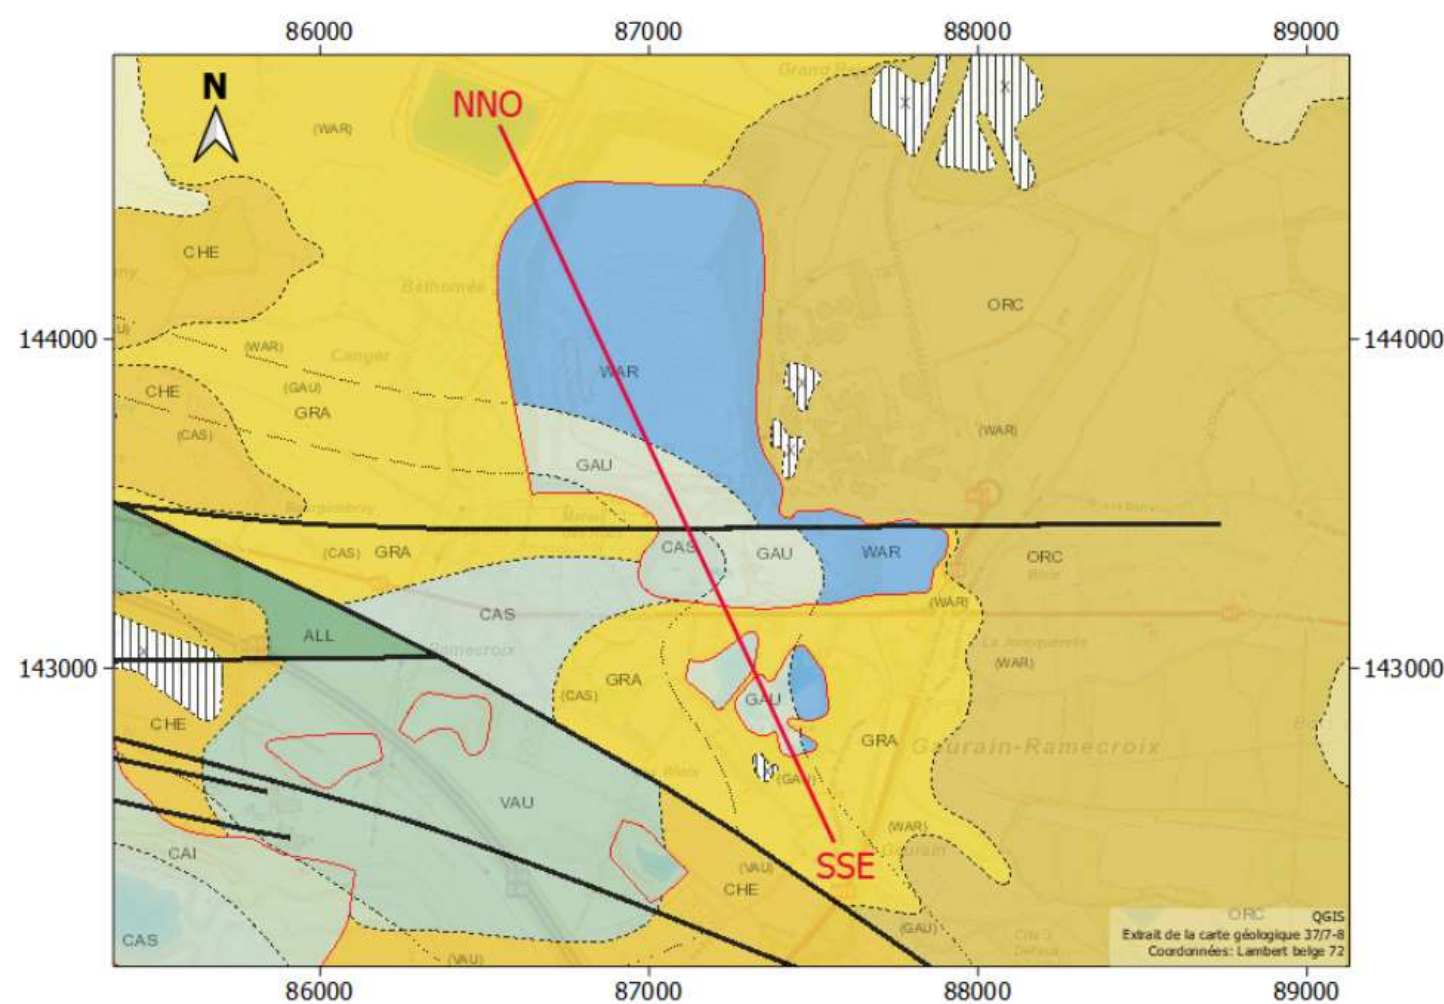 86000 87000 88000 89000
N
NNO
(WAR)
CHE
ORC
144000 144000
(WAR)
Béthomée
Canger
WAR
(GAU)
CHE
GRA
(CAS)
(WAR)
GAU
(CAS) GRA
CAS
GAU
WAR
ORC
CAS
(WAR)
ALL
Ramecroix
143000 143000
(WAR)
GRA
(CAS)
GAU
CHE
GRA
Gaurain-Ramecroix
(GAU)
VAU
(WAR)
CAI
SSE
Gaurain
(VAU)
CHE
ORC
QGIS
(GAU)
Extrait de la carte géologique 37/7-8
CAS
Coordonnées: Lambert belge 72
(VAU)
86000 87000 88000 89000